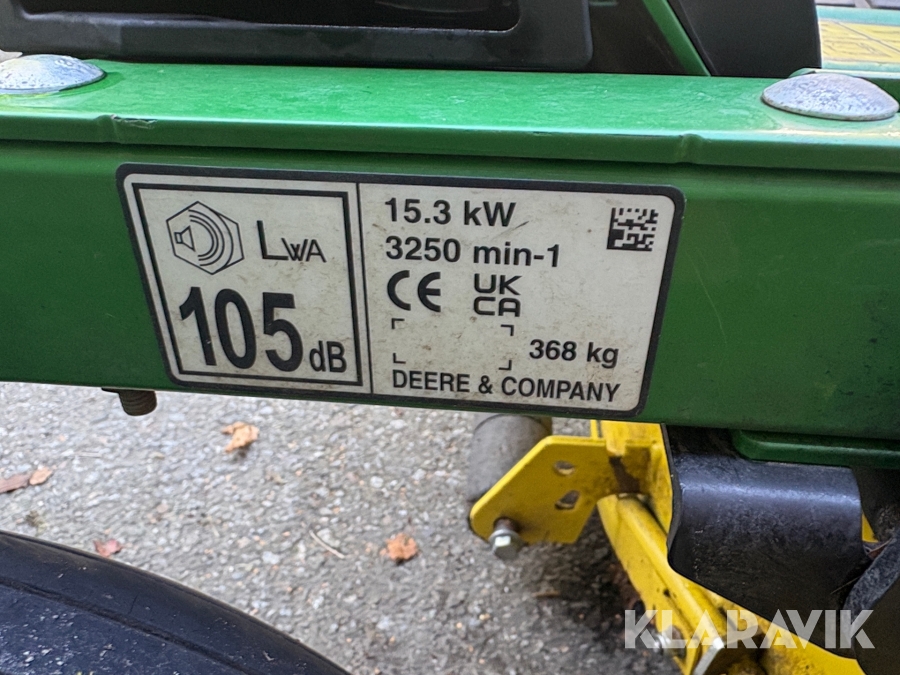 LWA
105 dB
15.3 kW
3250 min-1
CE UK
CA
368 kg
DEERE & COMPANY
KLARAVIK